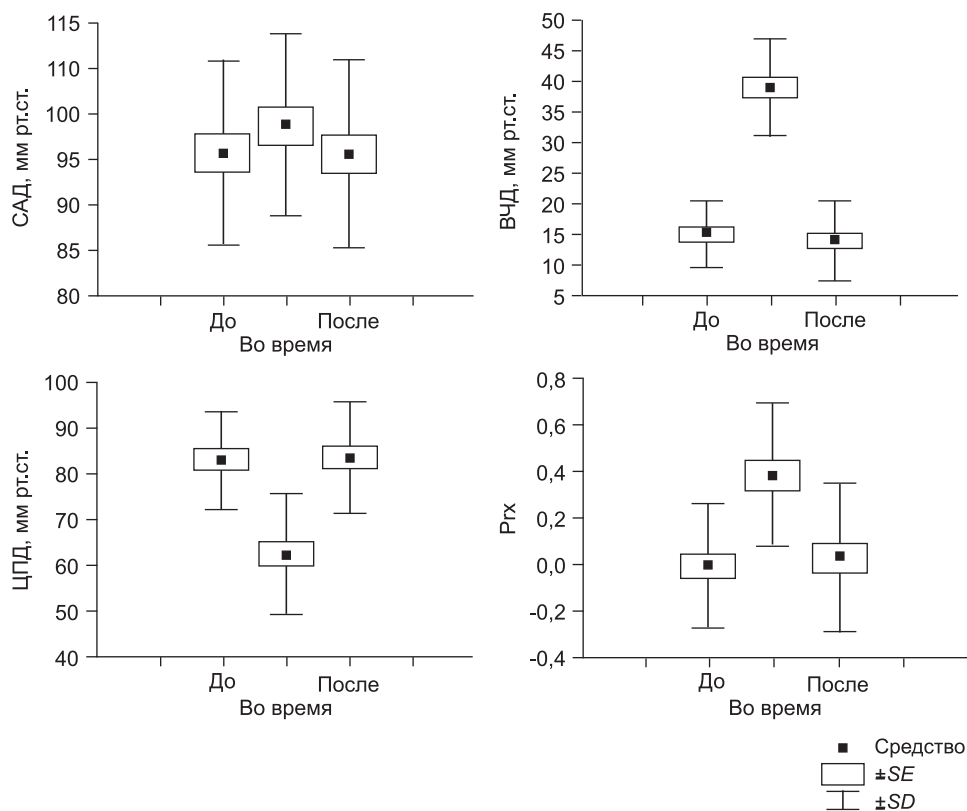 САД, мм рт.ст.
115
110
100
95
90
85
80
До
После
Во время
ВЧД, мм рт.ст.
50
45
40
35
30
25
20
15
10
5
До
После
Во время
ЦПД, мм рт.ст.
100
90
80
70
60
50
40
До
После
Во время
Prx
0,8
0,6
0,4
0,2
0,0
-0,2
-0,4
До
После
Во время
Средство
±SE
±SD